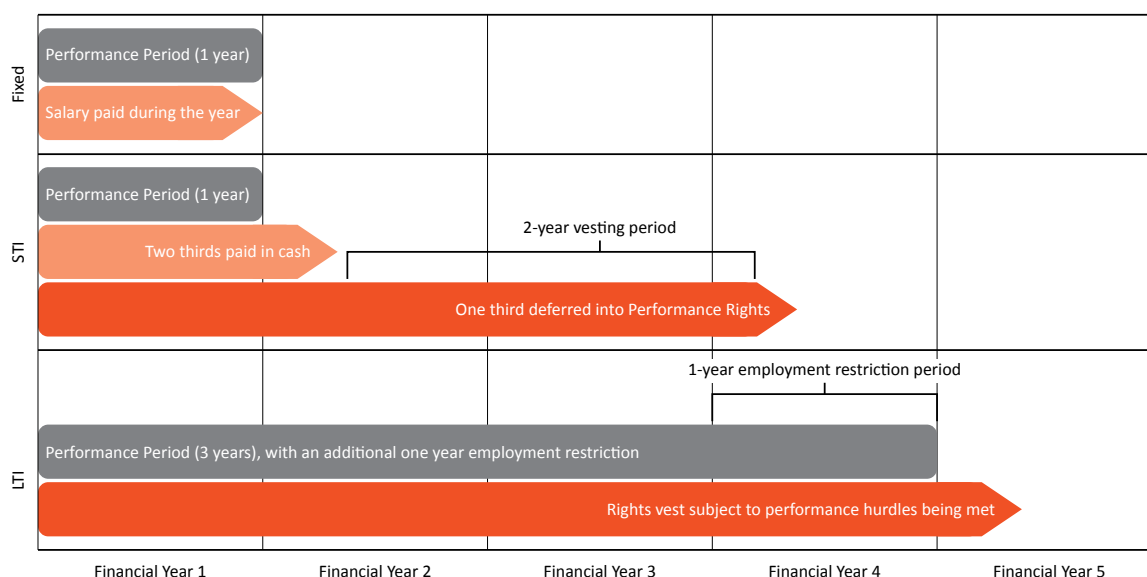 Fixed
Performance Period (1 year)
Salary paid during the year
STI
Performance Period (1 year)
Two thirds paid in cash
2-year vesting period
One third deferred into Performance Rights
LTI
1-year employment restriction period
Performance Period (3 years), with an additional one year employment restriction
Rights vest subject to performance hurdles being met
Financial Year 1
Financial Year 2
Financial Year 3
Financial Year 4
Financial Year 5